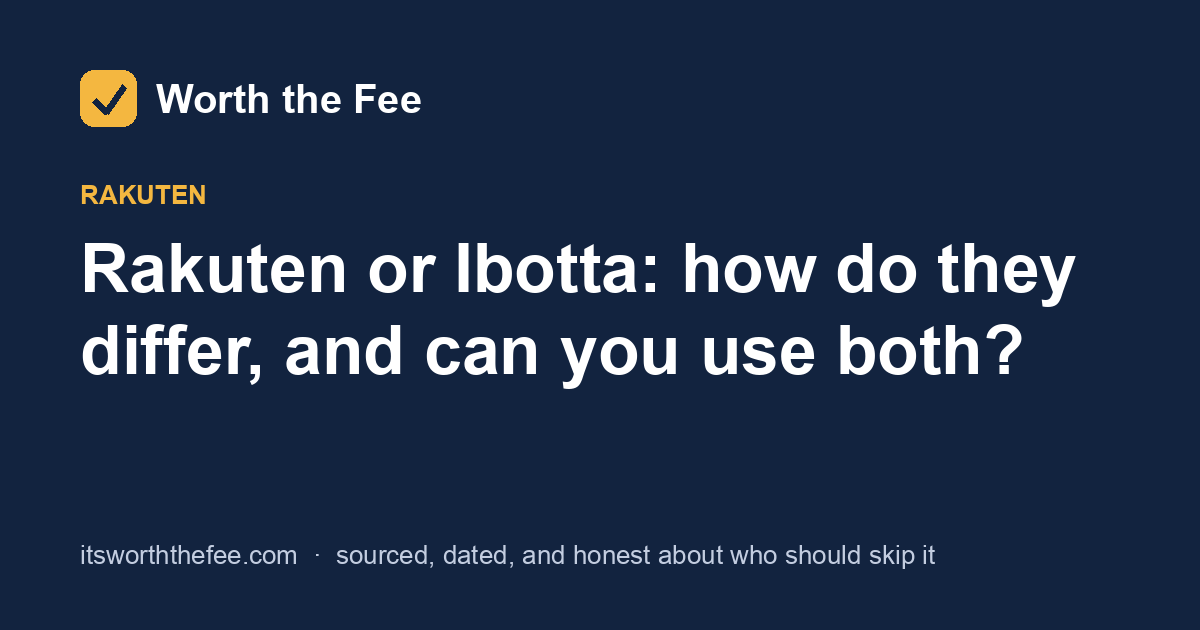 Worth the Fee
RAKUTEN
Rakuten or Ibotta: how do they
differ, and can you use both?
itsworththefee.com · sourced, dated, and honest about who should skip it